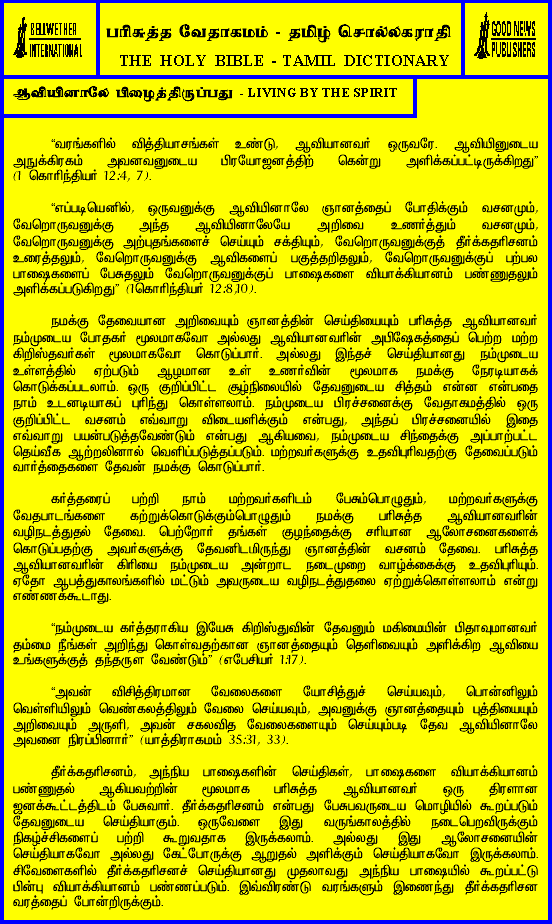 BELLWETHER
INTERNATIONAL
பரிசுத்த வேதாகமம் - தமிழ் சொல்லகராதி
THE HOLY BIBLE - TAMIL DICTIONARY
GOOD NEWS
PUBLISHERS
ஆவியினாலே பிழைத்திருப்பது - LIVING BY THE SPIRIT
“வரங்களில் வித்தியாசங்கள் உண்டு, ஆவியானவர் ஒருவரே. ஆவியினுடைய
அநுக்கிரகம் அவனவனுடைய பிரயோஜனத்திற் கென்று அளிக்கப்பட்டிருக்கிறது”
(1 கொரிந்தியர் 12:4, 7).
“எப்படியெனில், ஒருவனுக்கு ஆவியினாலே ஞானத்தைப் போதிக்கும் வசனமும்,
வேறொருவனுக்கு அந்த ஆவியினாலேயே அறிவை உணர்த்தும் வசனமும்,
வேறொருவனுக்கு அற்புதங்களைச் செய்யும் சக்தியும், வேறொருவனுக்குத் தீர்க்கதரிசனம்
உரைத்தலும், வேறொருவனுக்கு ஆவிகளைப் பகுத்தறிதலும், வேறொருவனுக்குப் பற்பல
பாஷைகளைப் பேசுதலும் வேறொருவனுக்குப் பாஷைகளை வியாக்கியானம் பண்ணுதலும்
அளிக்கப்படுகிறது” (1கொரிந்தியர் 12:8,10).
நமக்கு தேவையான அறிவையும் ஞானத்தின் செய்தியையும் பரிசுத்த ஆவியானவர்
நம்முடைய போதகர் மூலமாகவோ அல்லது ஆவியானவரின் அபிஷேகத்தைப் பெற்ற மற்ற
கிறிஸ்தவர்கள் மூலமாகவோ கொடுப்பார். அல்லது இந்தச் செய்தியானது நம்முடைய
உள்ளத்தில் ஏற்படும் ஆழமான உள் உணர்வின் மூலமாக நமக்கு நேரடியாகக்
கொடுக்கப்படலாம். ஒரு குறிப்பிட்ட சூழ்நிலையில் தேவனுடைய சித்தம் என்ன என்பதை
நாம் உடனடியாகப் புரிந்து கொள்ளலாம். நம்முடைய பிரச்சனைக்கு வேதாகமத்தில் ஒரு
குறிப்பிட்ட வசனம் எவ்வாறு விடையளிக்கும் என்பது, அந்தப் பிரச்சனையில் இதை
எவ்வாறு பயன்படுத்தவேண்டும் என்பது ஆகியவை, நம்முடைய சிந்தைக்கு அப்பாற்பட்ட
தெய்வீக ஆற்றலினால் வெளிப்படுத்தப்படும். மற்றவர்களுக்கு உதவிபுரிவதற்கு தேவைப்படும்
வார்த்தைகளை தேவன் நமக்கு கொடுப்பார்.
கர்த்தரைப் பற்றி நாம் மற்றவர்களிடம் பேசும்பொழுதும், மற்றவர்களுக்கு
வேதபாடங்களை கற்றுக்கொடுக்கும்பொழுதும் நமக்கு பரிசுத்த ஆவியானவரின்
வழிநடத்துதல் தேவை. பெற்றோர் தங்கள் குழந்தைக்கு சரியான ஆலோசனைகளைக்
கொடுப்பதற்கு அவர்களுக்கு தேவனிடமிருந்து ஞானத்தின் வசனம் தேவை. பரிசுத்த
ஆவியானவரின் கிரியை நம்முடைய அன்றாட நடைமுறை வாழ்க்கைக்கு உதவிபுரியும்.
ஏதோ ஆபத்துகாலங்களில் மட்டும் அவருடைய வழிநடத்துதலை ஏற்றுக்கொள்ளலாம் என்று
எண்ணக்கூடாது.
“நம்முடைய கர்த்தராகிய இயேசு கிறிஸ்துவின் தேவனும் மகிமையின் பிதாவுமானவர்
தம்மை நீங்கள் அறிந்து கொள்வதற்கான ஞானத்தையும் தெளிவையும் அளிக்கிற ஆவியை
உங்களுக்குத் தந்தருள வேண்டும்” (எபேசியர் 1:17).
“அவன் விசித்திரமான வேலைகளை யோசித்துச் செய்யவும், பொன்னிலும்
வெள்ளியிலும் வெண்கலத்திலும் வேலை செய்யவும், அவனுக்கு ஞானத்தையும் புத்தியையும்
அறிவையும் அருளி, அவன் சகலவித வேலைகளையும் செய்யும்படி தேவ ஆவியினாலே
அவனை நிரப்பினார்” (யாத்திராகமம் 35:31, 33).
தீர்க்கதரிசனம், அந்நிய பாஷைகளின் செய்திகள், பாஷைகளை வியாக்கியானம்
பண்ணுதல் ஆகியவற்றின் மூலமாக பரிசுத்த ஆவியானவர் ஒரு திரளான
ஜனக்கூட்டத்திடம் பேசுவார். தீர்க்கதரிசனம் என்பது பேசுபவருடைய மொழியில் கூறப்படும்
தேவனுடைய செய்தியாகும். ஒருவேளை இது வருங்காலத்தில் நடைபெறவிருக்கும்
நிகழ்ச்சிகளைப் பற்றி கூறுவதாக இருக்கலாம். அல்லது இது ஆலோசனையின்
செய்தியாகவோ அல்லது கேட்போருக்கு ஆறுதல் அளிக்கும் செய்தியாகவோ இருக்கலாம்.
சிவேளைகளில் தீர்க்கதரிசனச் செய்தியானது முதலாவது அந்நிய பாஷையில் கூறப்பட்டு
பின்பு வியாக்கியானம் பண்ணப்படும். இவ்விரண்டு வரங்களும் இணைந்து தீர்க்கதரிசன
வரத்தைப் போன்றிருக்கும்.